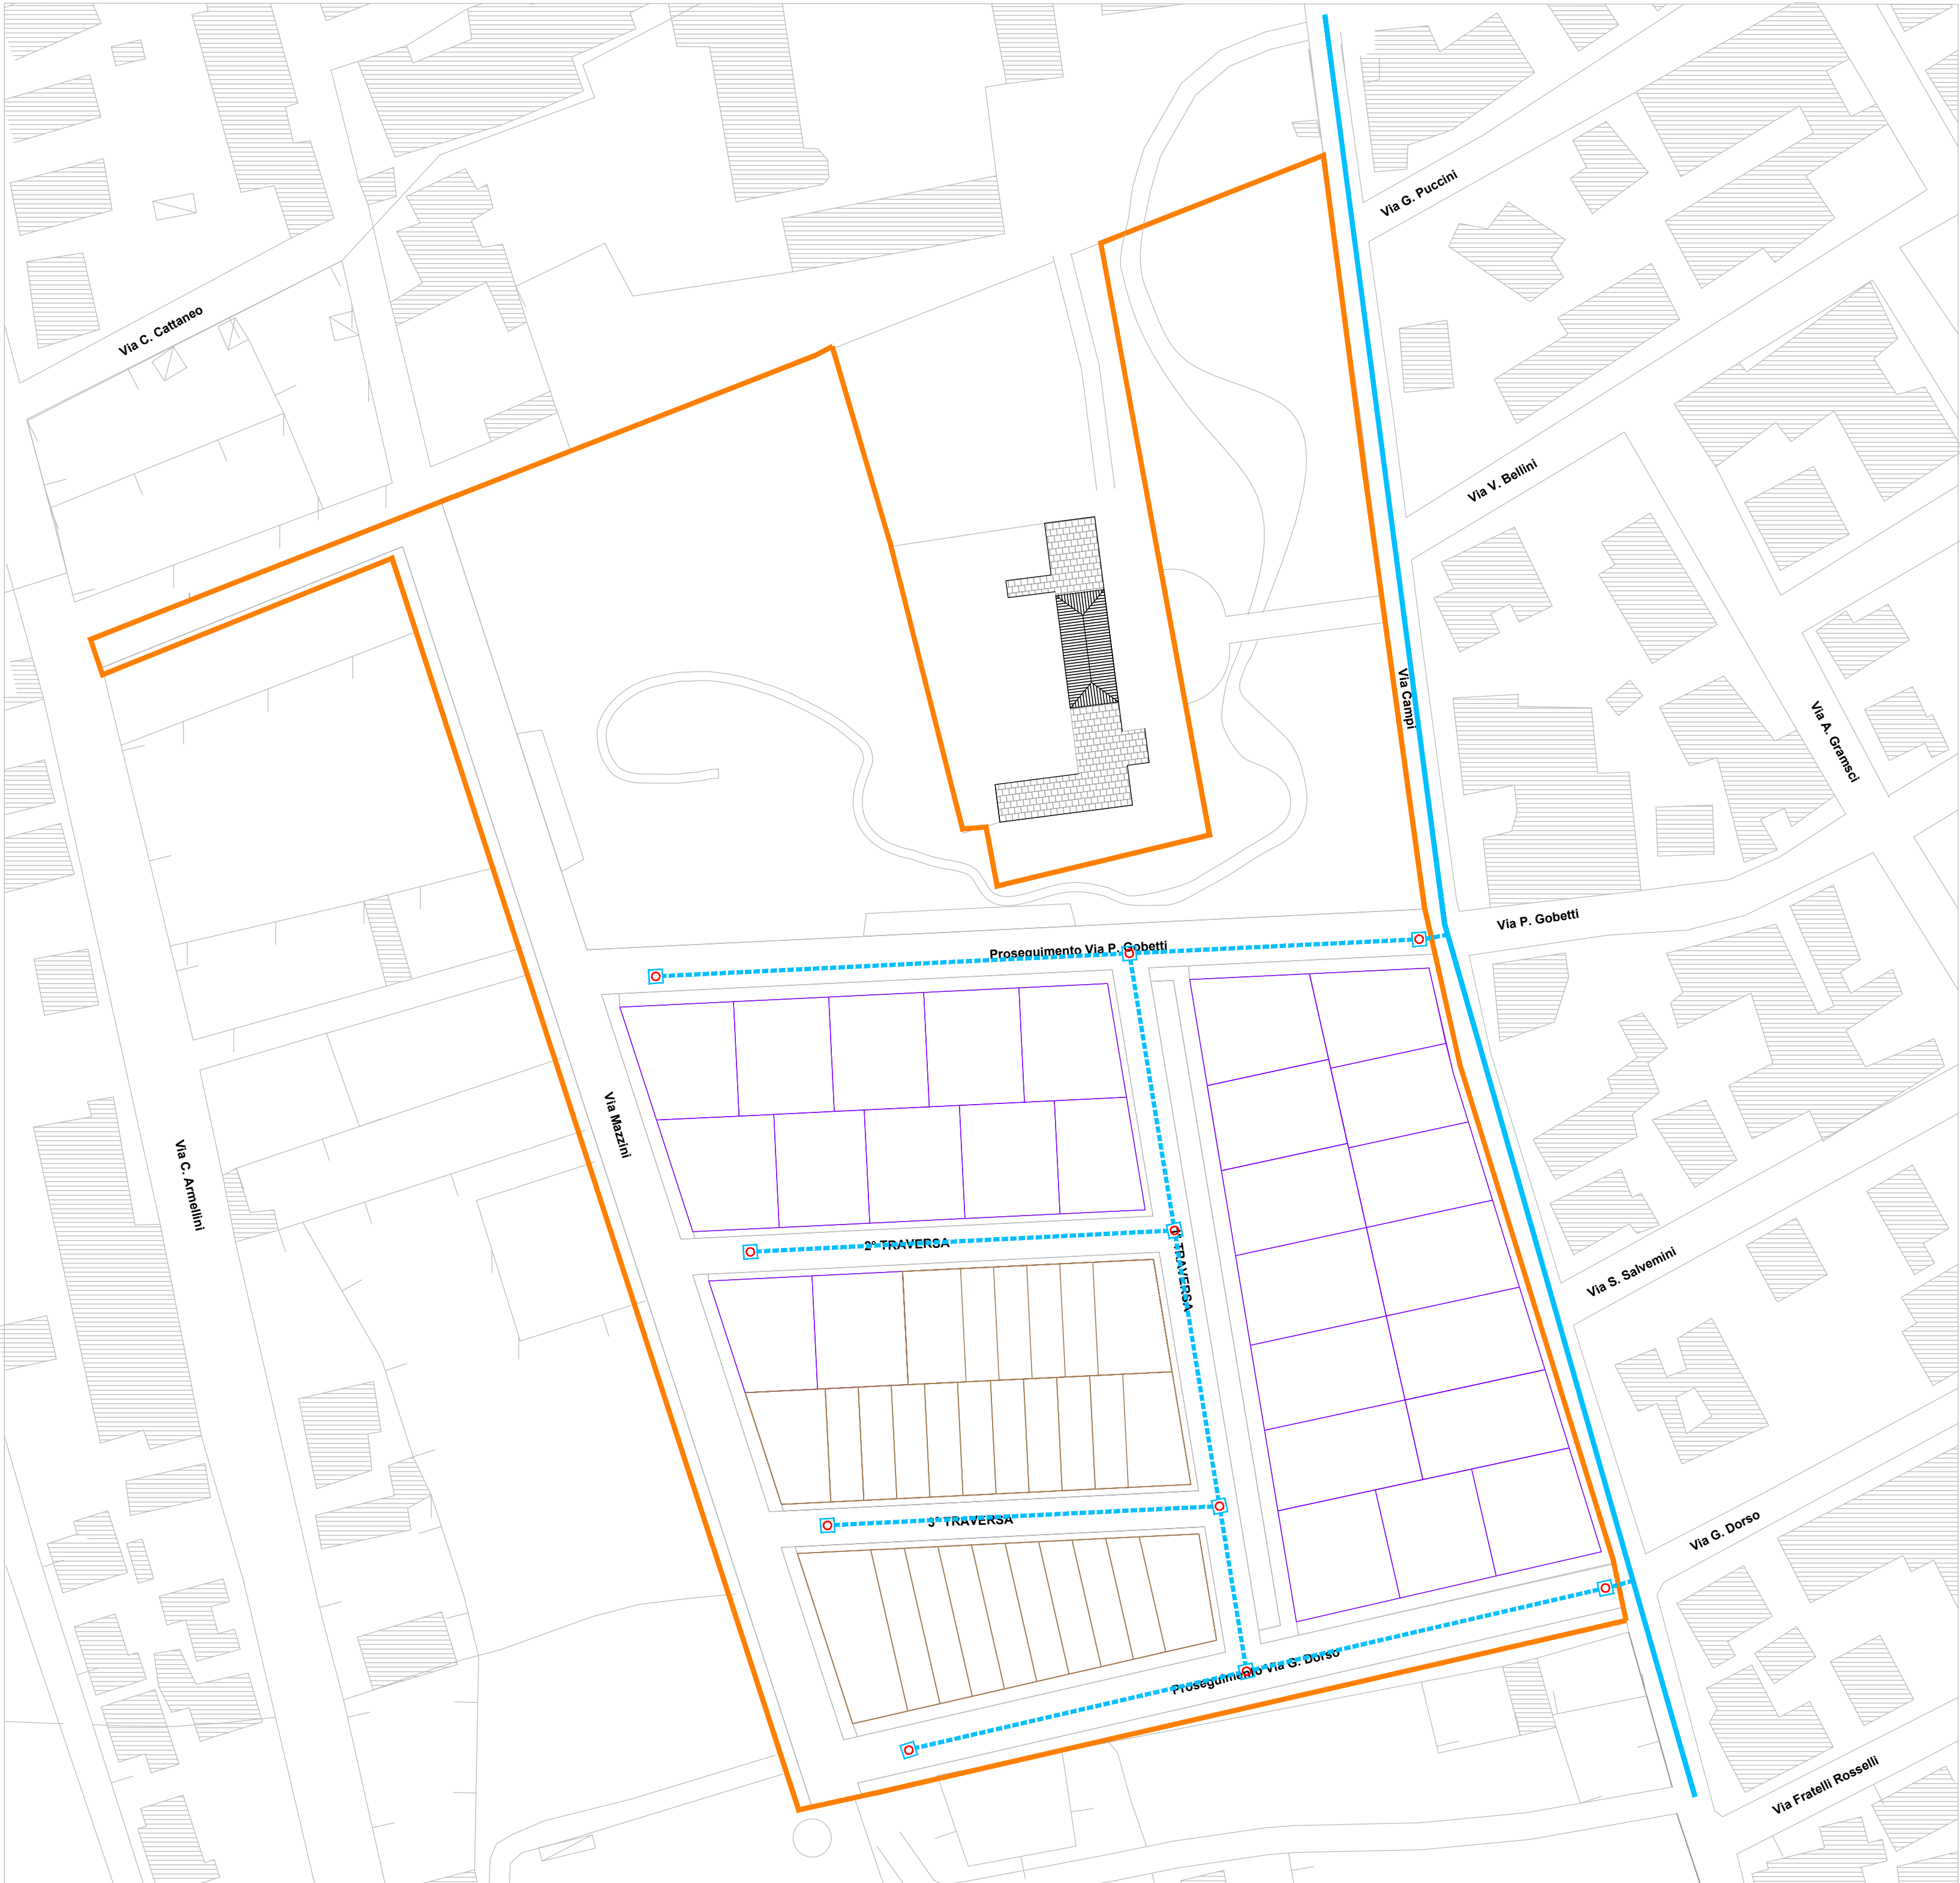 Via G. Puccini
Via C. Cattaneo
Via V. Bellini
Via Campi
Via A. Gramsci
Via P. Gobetti
Proseguimento Via P. Gobetti
Via Mazzini
Via C. Armellini
2° TRAVERSA
1° TRAVERSA
Via S. Salvemini
3° TRAVERSA
Via G. Dorso
Proseguimento Via G. Dorso
Via Fratelli Rosselli